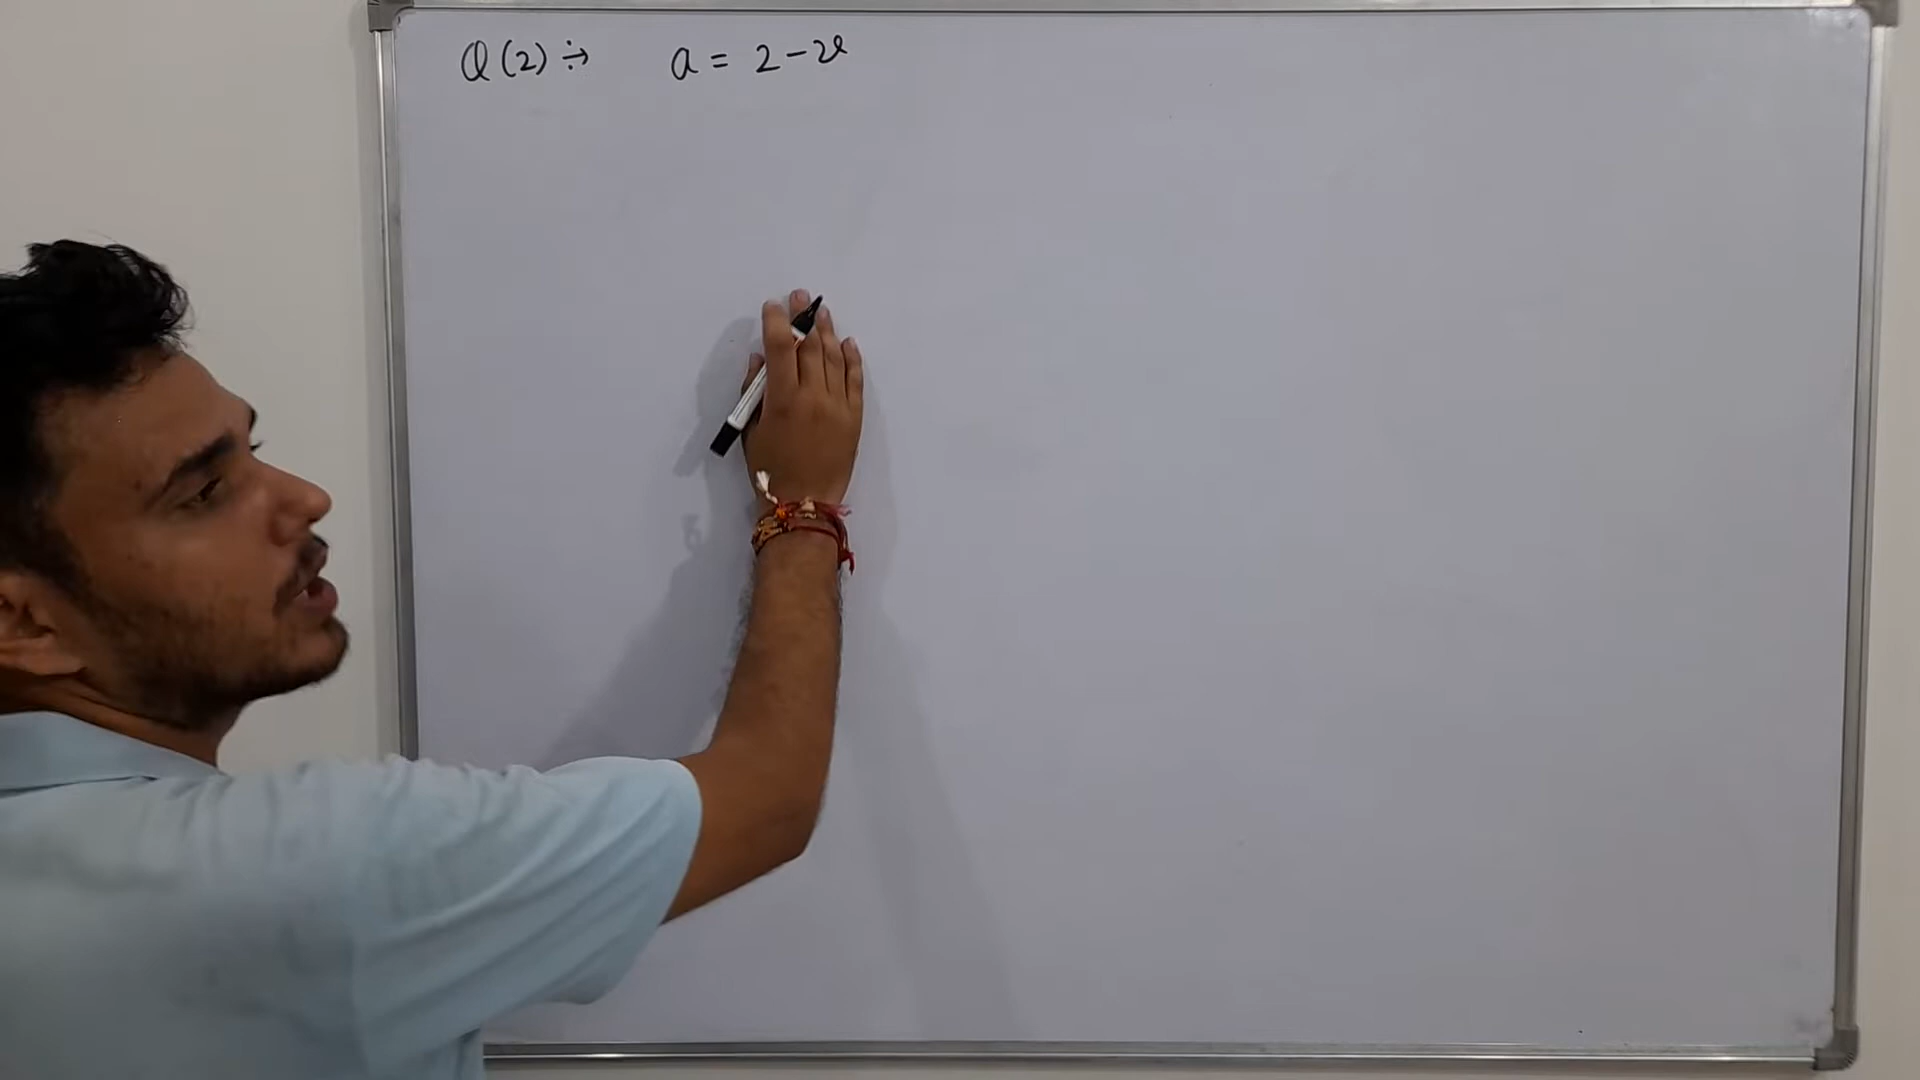 Q(2) ÷→ a = 2-v